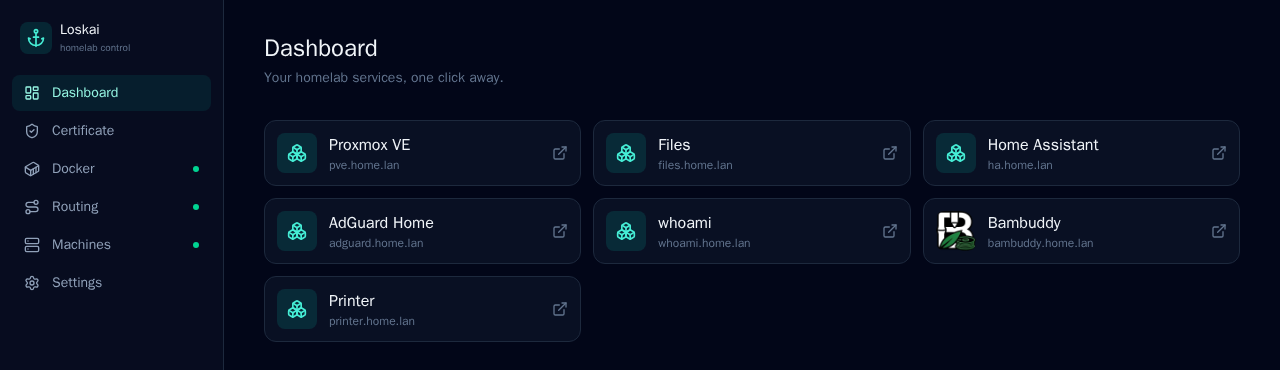 Loskai
homelab control
Dashboard
Certificate
Docker
Routing
Machines
Settings
Dashboard
Your homelab services, one click away.
Proxmox VE
pve.home.lan
Files
files.home.lan
Home Assistant
ha.home.lan
AdGuard Home
adguard.home.lan
whoami
whoami.home.lan
Bambuddy
bambuddy.home.lan
Printer
printer.home.lan